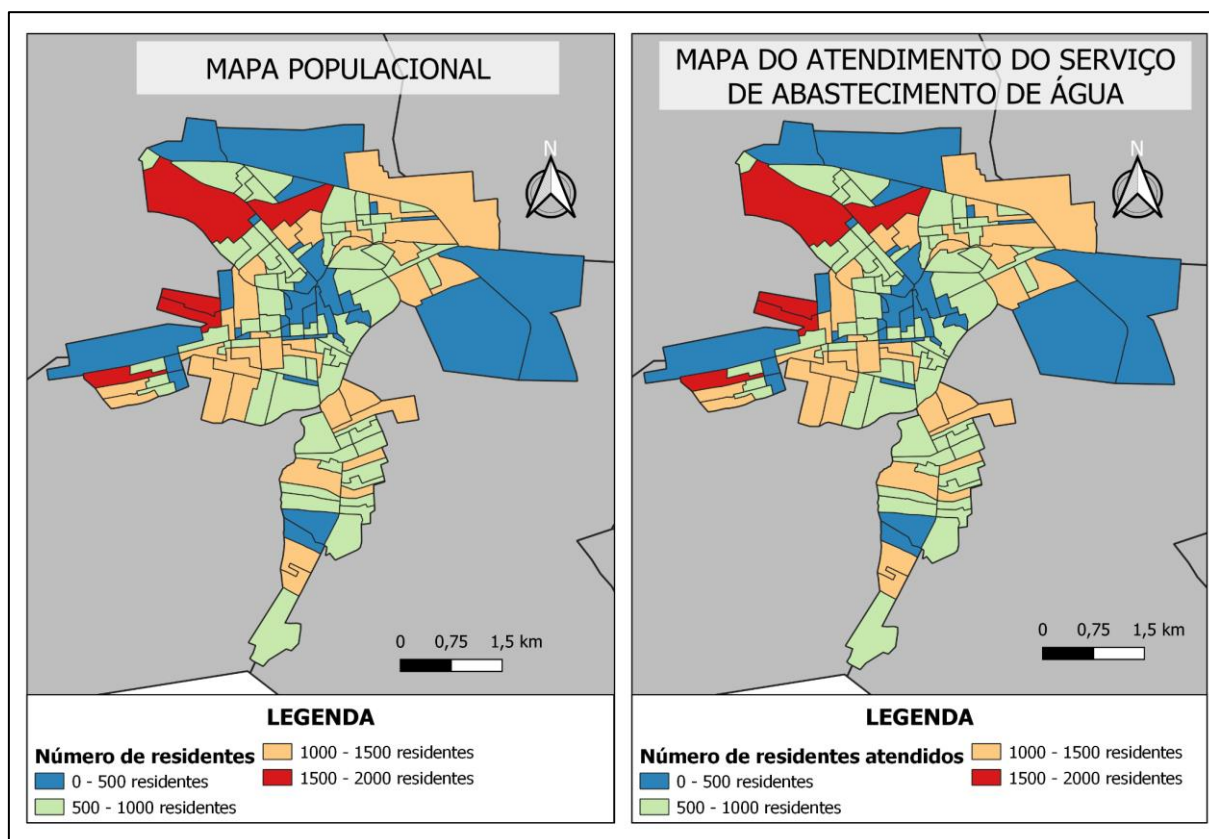 MAPA POPULACIONAL
N
0 0,75 1,5 km
LEGENDA
Número de residentes
0 - 500 residentes
500 - 1000 residentes
1000 - 1500 residentes
1500 - 2000 residentes
MAPA DO ATENDIMENTO DO SERVIÇO
DE ABASTECIMENTO DE ÁGUA
N
0 0,75 1,5 km
LEGENDA
Número de residentes atendidos
0 - 500 residentes
500 - 1000 residentes
1000 - 1500 residentes
1500 - 2000 residentes